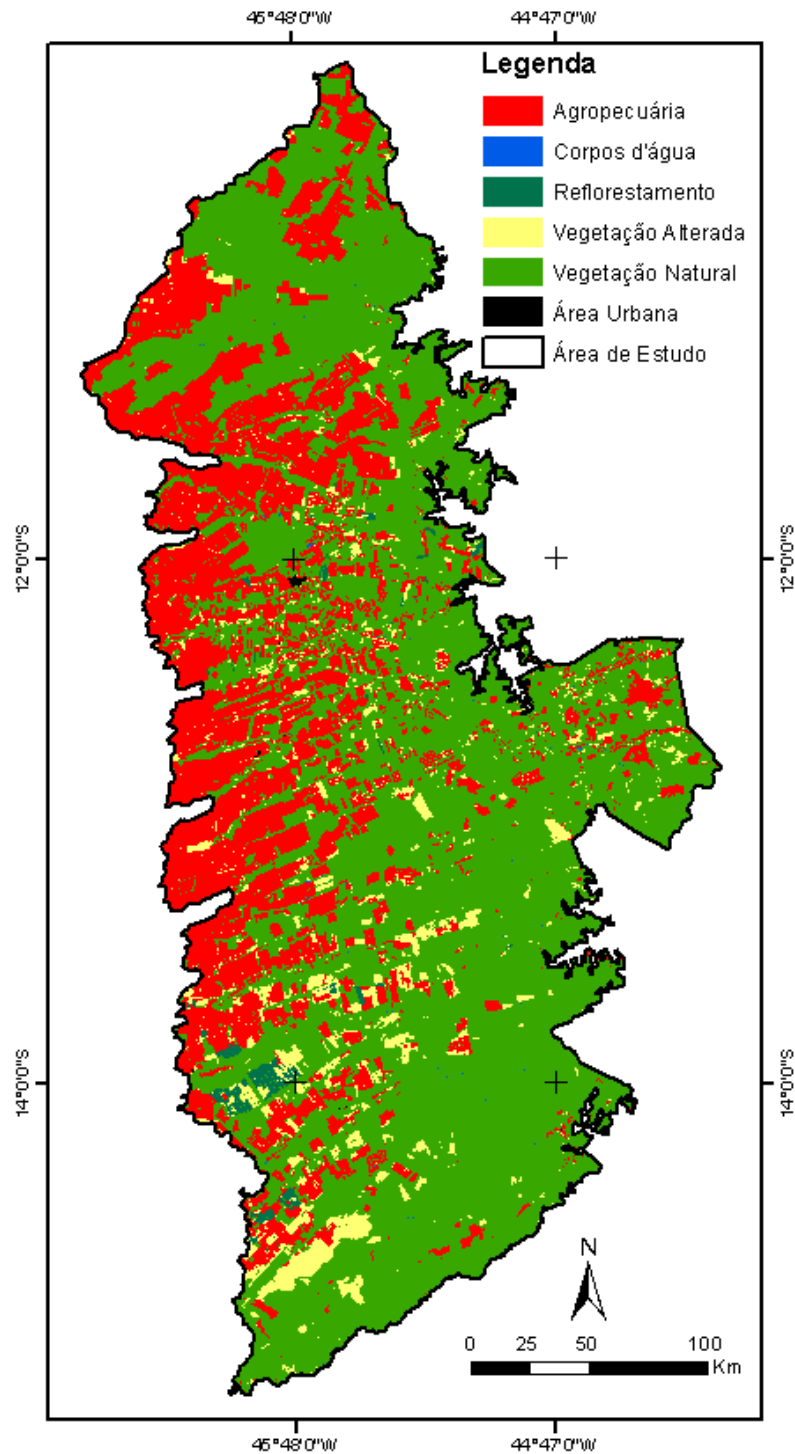 45°48'0"W 44°47'0"W
Legenda
Agropecuária
Corpos d'água
Reflorestamento
Vegetação Alterada
Vegetação Natural
Área Urbana
Área de Estudo
12°0'0"S 12°0'0"S
14°0'0"S 14°0'0"S
N
0 25 50 100
Km
45°48'0"W 44°47'0"W